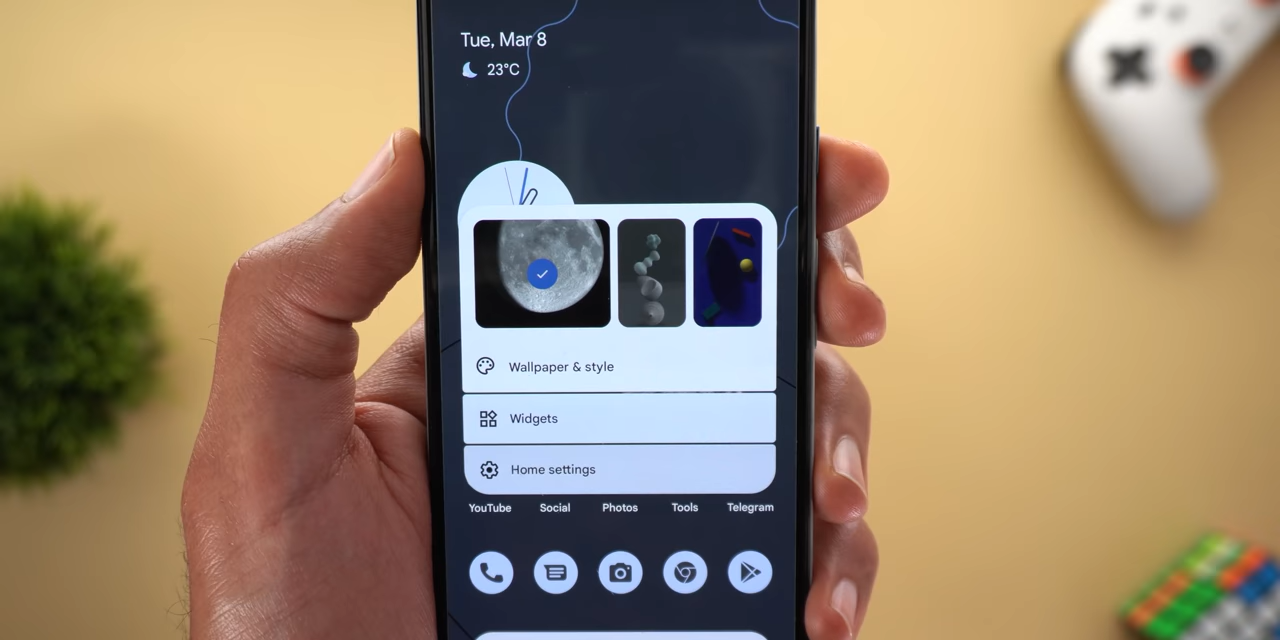 Tue, Mar 8
23°C
Wallpaper & style
Widgets
Home settings
YouTube Social Photos Tools Telegram